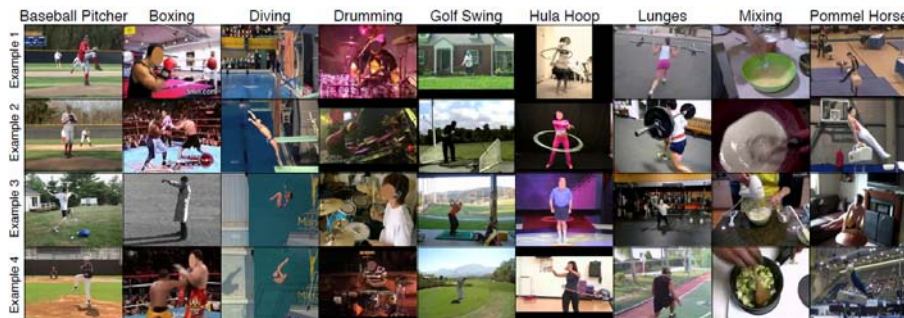 Baseball Pitcher Boxing Diving Drumming Golf Swing Hula Hoop Lunges Mixing Pommel Horse
Example 1
Example 2
Example 3
Example 4